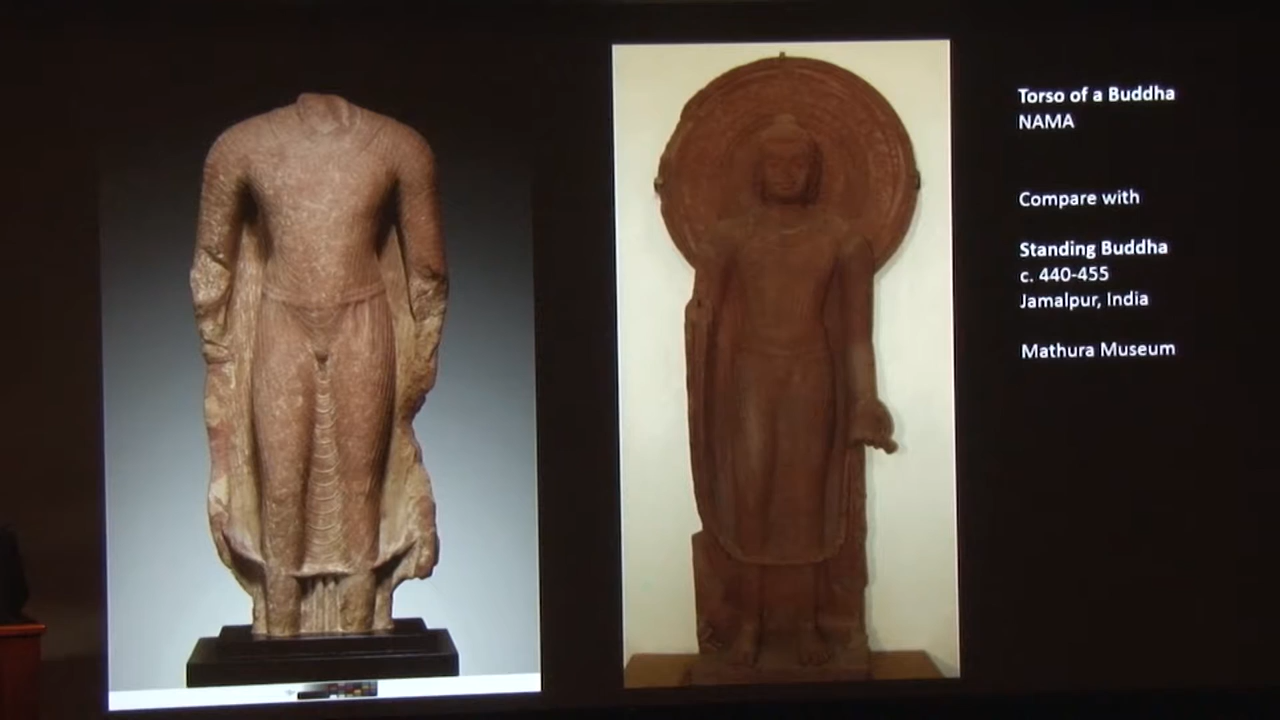 Torso of a Buddha
NAMA
Compare with
Standing Buddha
c. 440-455
Jamalpur, India
Mathura Museum